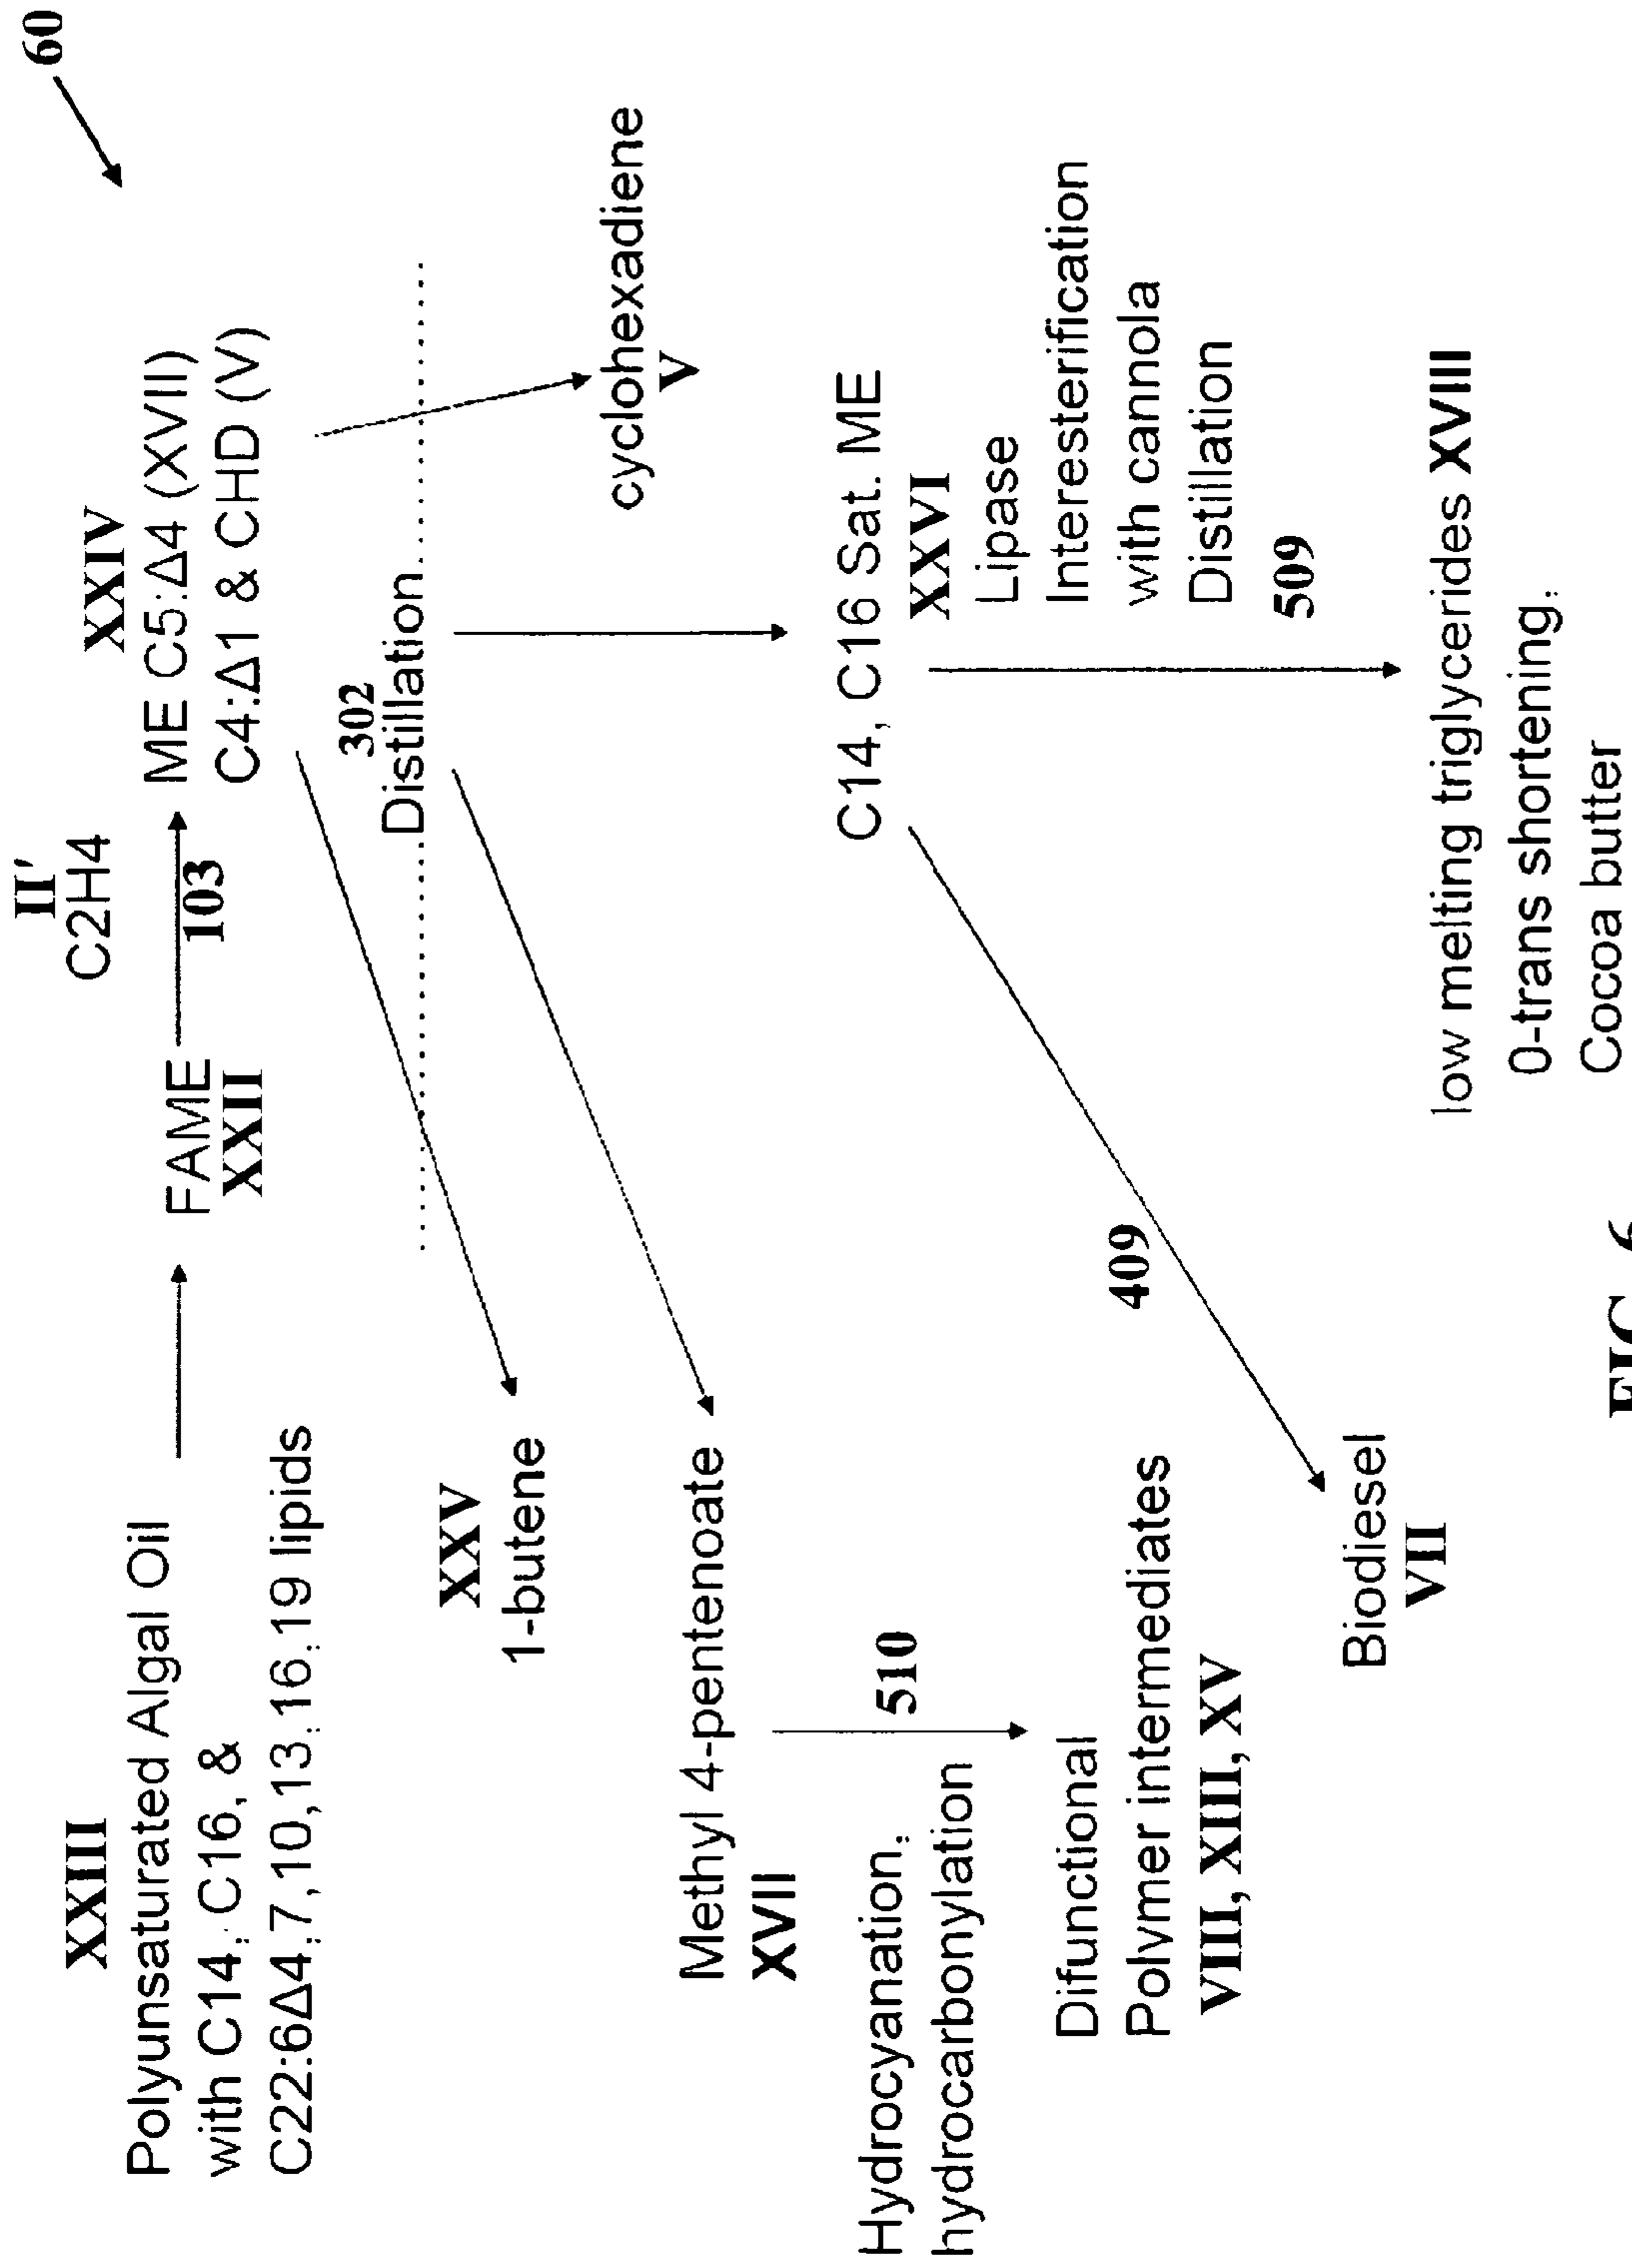 60
XXIII
Polyunsaturated Algal Oil
with C14, C16, &
C22:6Δ4,7,10,13,16,19 lipids
FAME
XXII
II'
C2H4
103
XXIV
ME C5:Δ4 (XVII)
C4:Δ1 & CHD (V)
302
Distillation
XXV
1-butene
cyclohexadiene
V
Methyl 4-pentenoate
XVII
C14, C16 Sat. ME
XXVI
Hydrocyanation,
hydrocarbonylation
510
Lipase
Interesterification
with cannola
Distillation
509
Difunctional
Polymer intermediates
VIII, XIII, XV
409
Biodiesel
VII
low melting triglycerides XVIII
0-trans shortening,
Cocoa butter
FIG. 6